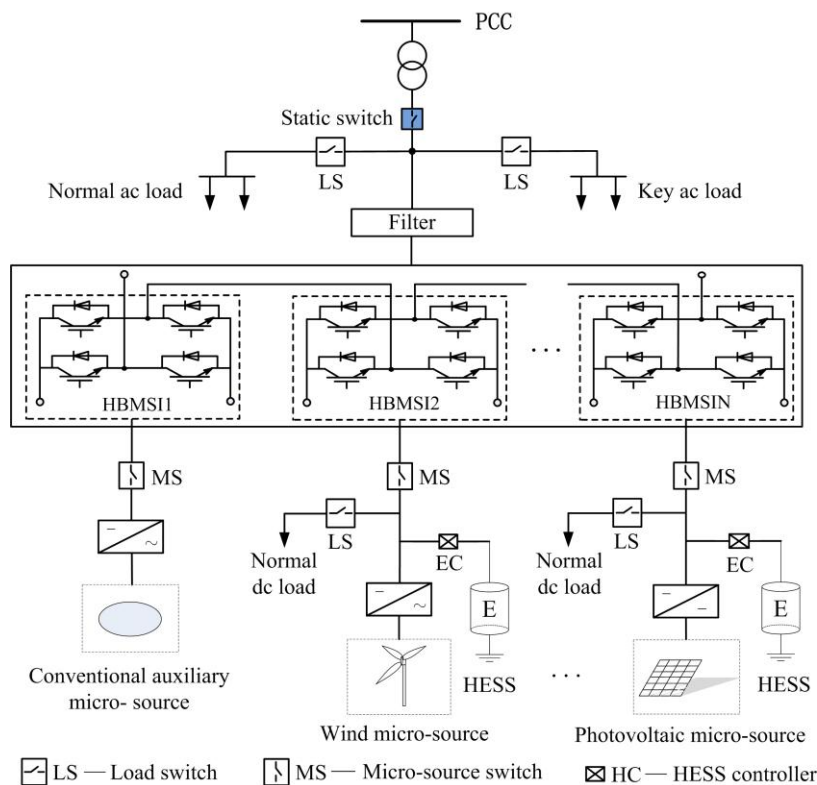 PCC
Static switch
LS
LS
Normal ac load
Key ac load
Filter
. . .
HBMSI1
HBMSI2
HBMSIN
MS
MS
MS
LS
LS
− ~
Normal
dc load
EC
Normal
dc load
EC
− ~
− −
E
E
Conventional auxiliary
micro- source
HESS
. . .
HESS
Wind micro-source
Photovoltaic micro-source
LS — Load switch
MS — Micro-source switch
HC — HESS controller